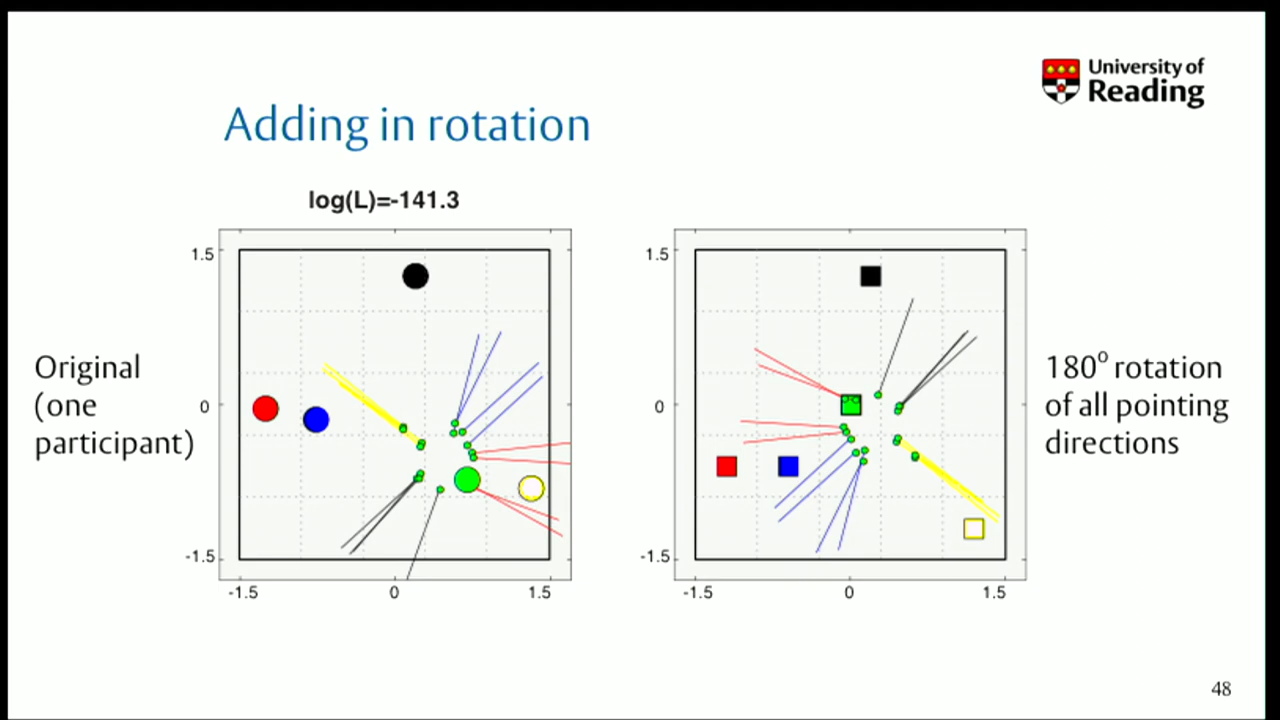 University of
Reading
Adding in rotation
log(L)=-141.3
1.5
0
-1.5
-1.5
0
1.5
1.5
0
-1.5
-1.5
0
1.5
Original
(one
participant)
180° rotation
of all pointing
directions
48